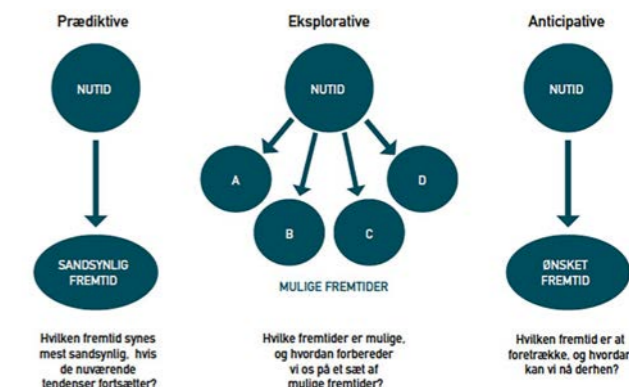 Prædiktive
NUTID
SANDSYNLIG
FREMTID
Hvilken fremtid synes
mest sandsynlig, hvis
de nuværende
tendenser fortsætter?
Eksplorative
NUTID
A
B
C
D
MULIGE FREMTIDER
Hvilke fremtider er mulige,
og hvordan forbereder
vi os på et sæt af
mulige fremtider?
Anticipative
NUTID
ØNSKET
FREMTID
Hvilken fremtid er at
foretrække, og hvordan
kan vi nå derhen?